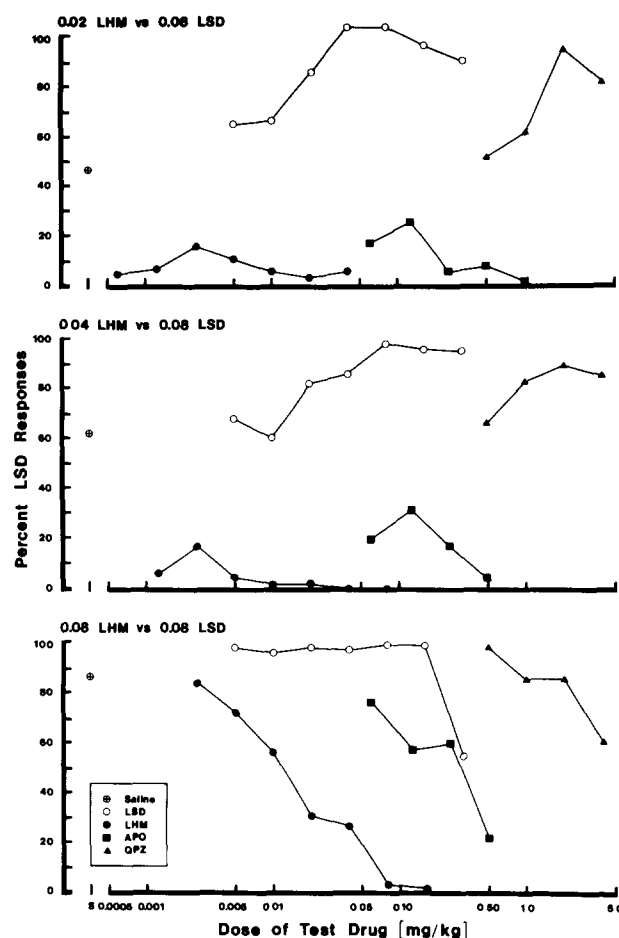 0.02 LHM vs 0.08 LSD
100
80
60
40
20
0
0.04 LHM vs 0.08 LSD
100
80
60
40
20
0
Percent LSD Responses
0.08 LHM vs 0.08 LSD
100
80
60
40
20
0
⊕ Saline
○ LSD
● LHM
■ APO
▲ QPZ
S 0.0005 0.001 0.005 0 01 0 05 0 10 0 50 1 0 5 0
Dose of Test Drug [mg/kg]